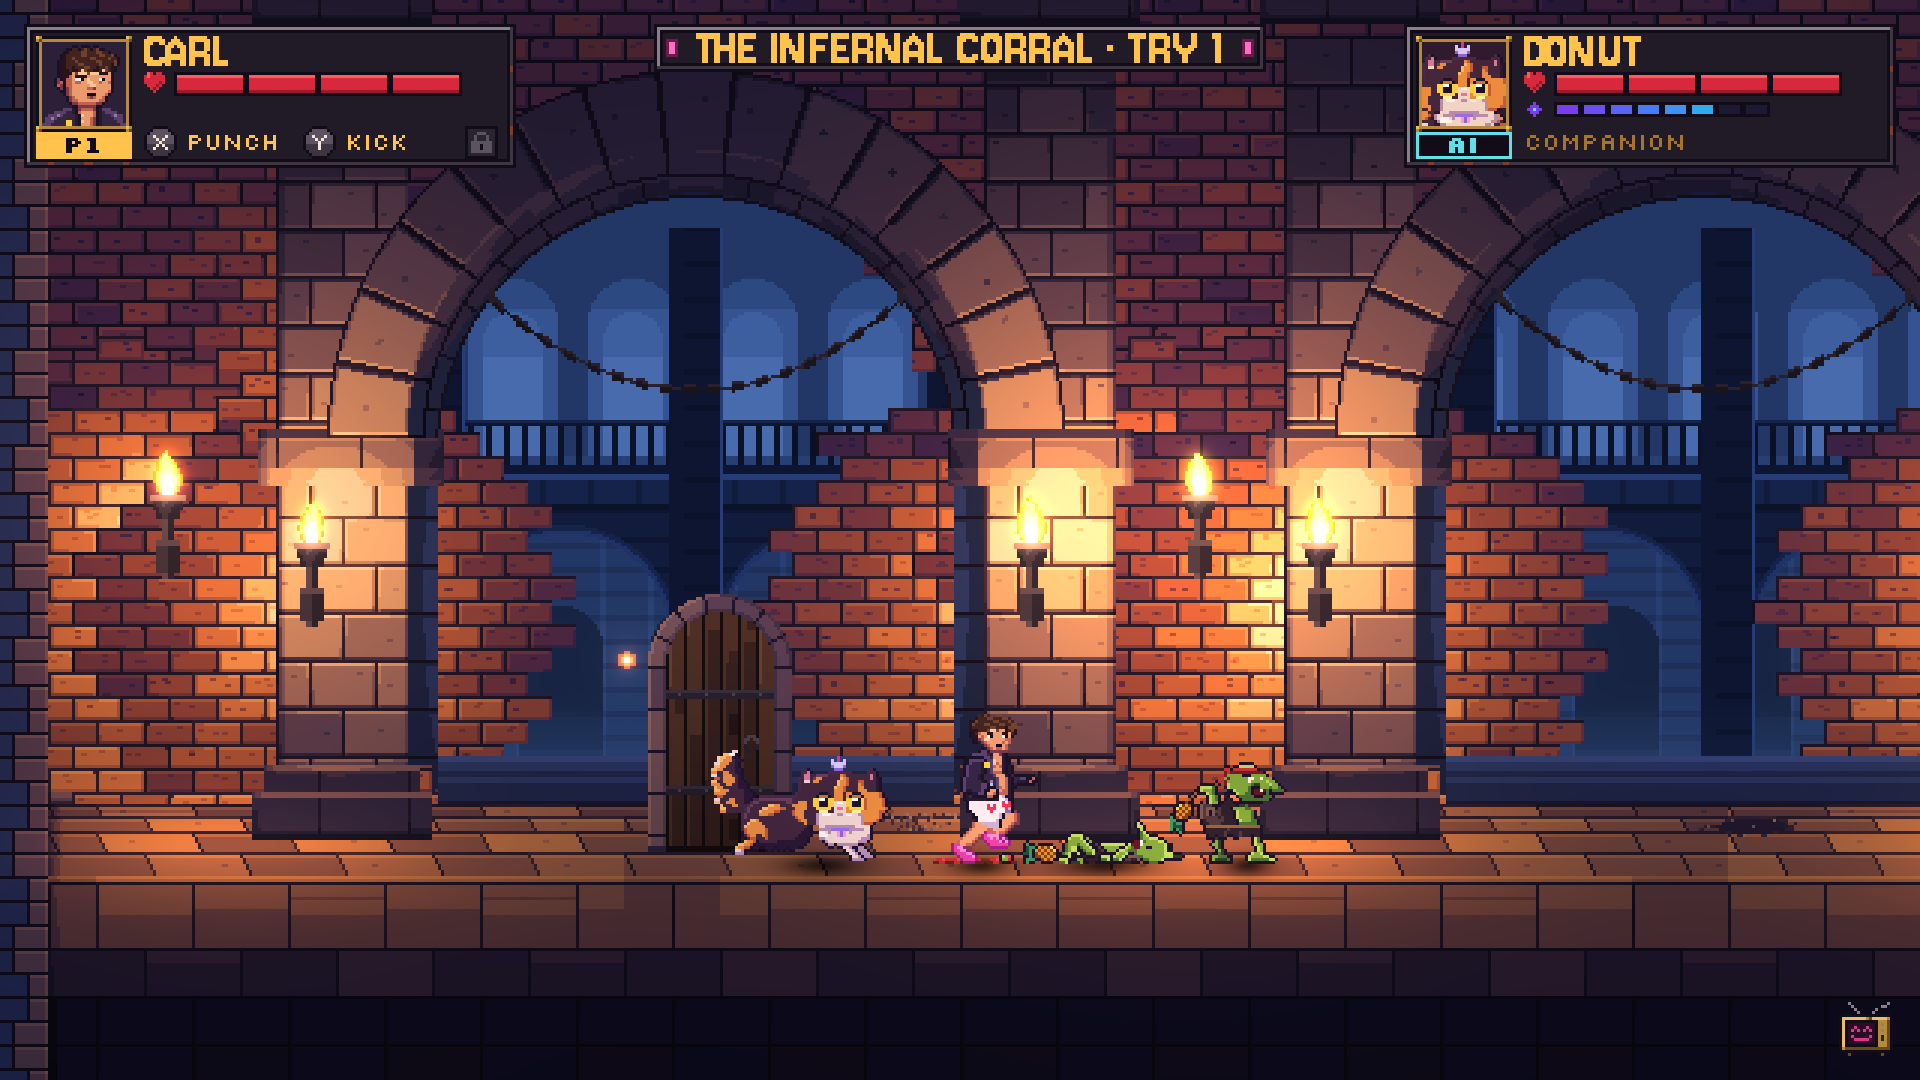 CARL
P1
X PUNCH Y KICK
THE INFERNAL CORRAL · TRY 1
DONUT
AI
COMPANION